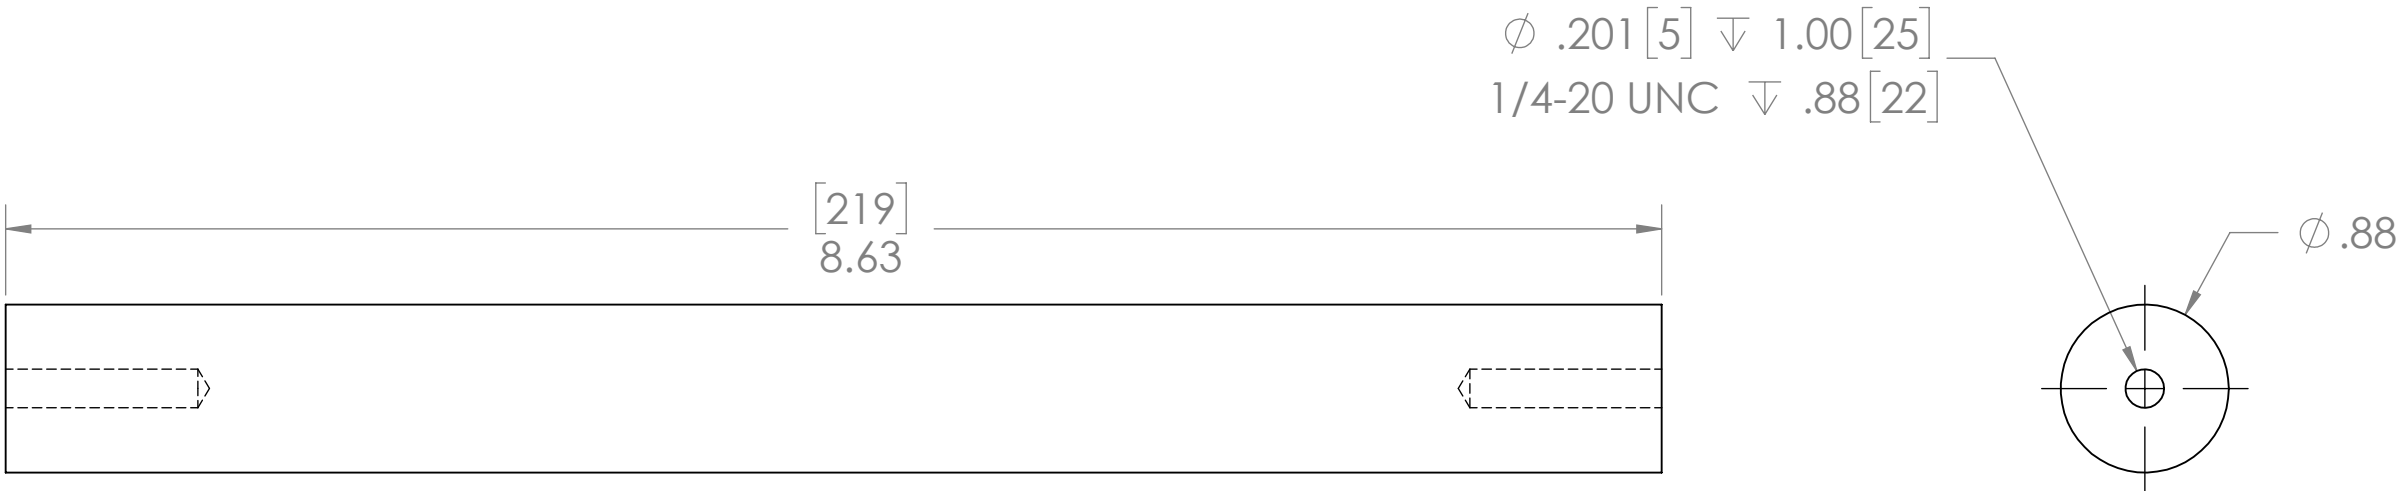 ⌀ .201[5] ↧ 1.00[25]
1/4-20 UNC ↧ .88[22]
[219]
8.63
⌀ .88